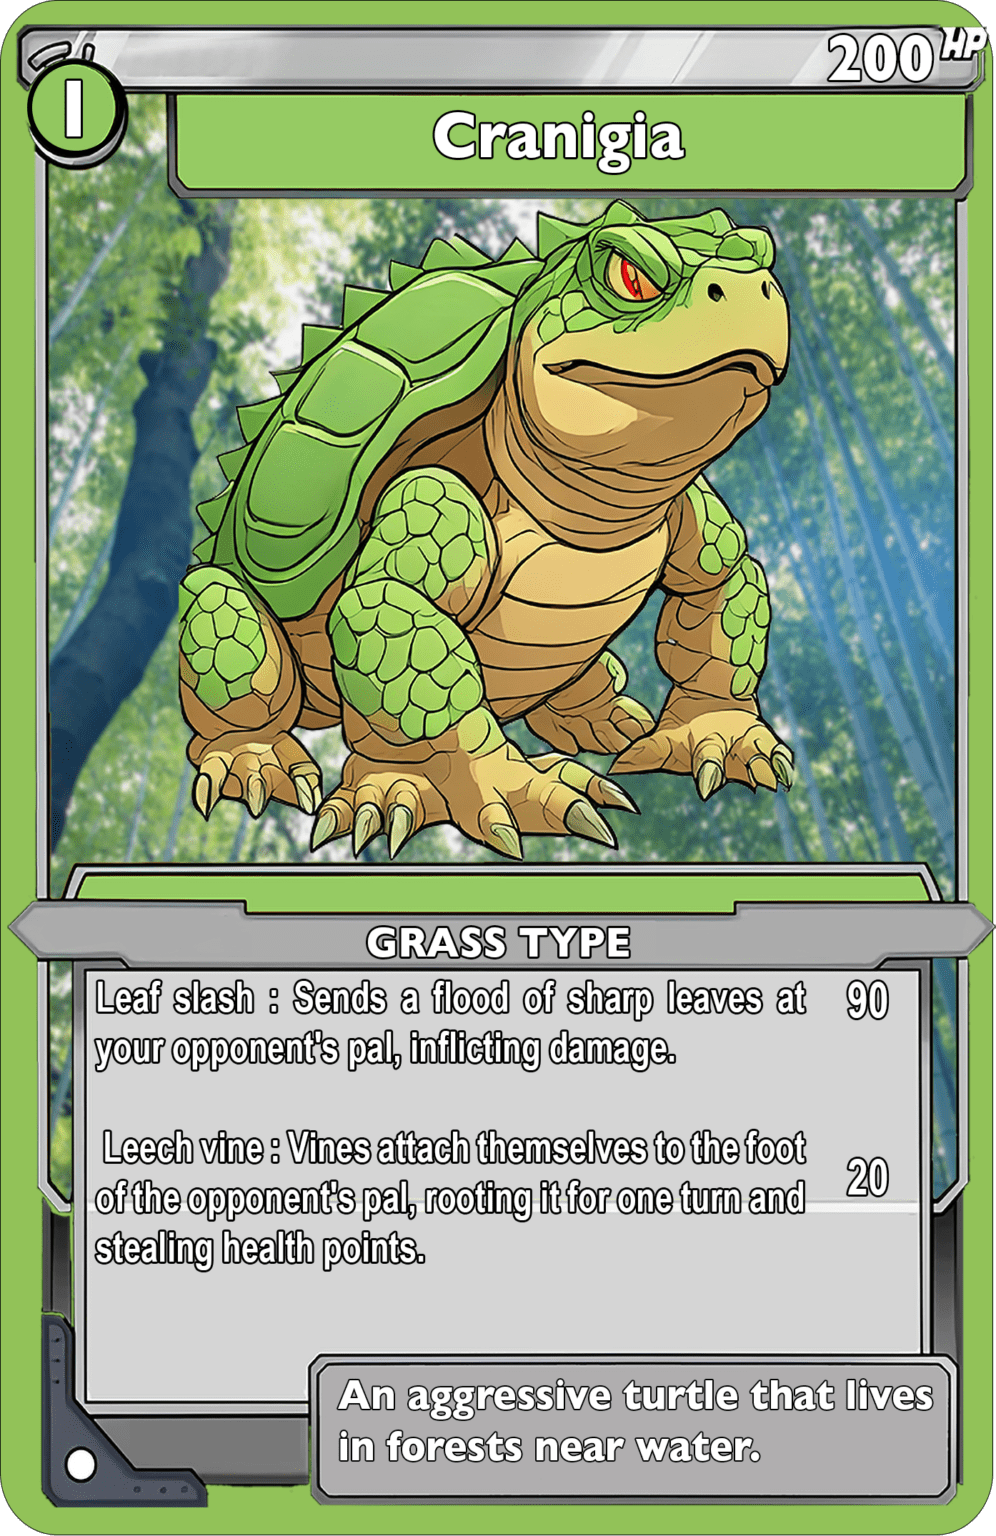 200 HP
1
Cranigia
GRASS TYPE
Leaf slash : Sends a flood of sharp leaves at 90
your opponent's pal, inflicting damage.
Leech vine : Vines attach themselves to the foot
of the opponent's pal, rooting it for one turn and 20
stealing health points.
An aggressive turtle that lives
in forests near water.